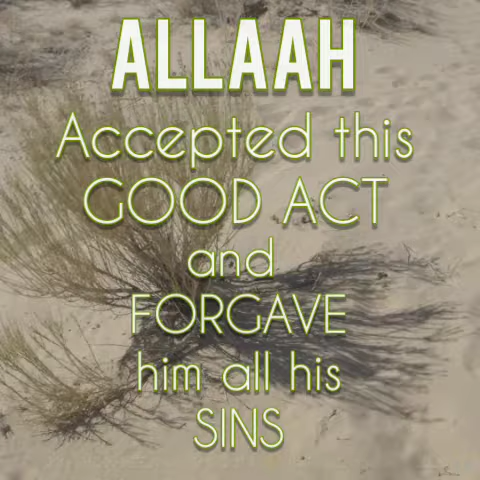 ALLAAH
Accepted this
GOOD ACT
and
FORGAVE
him all his
SINS